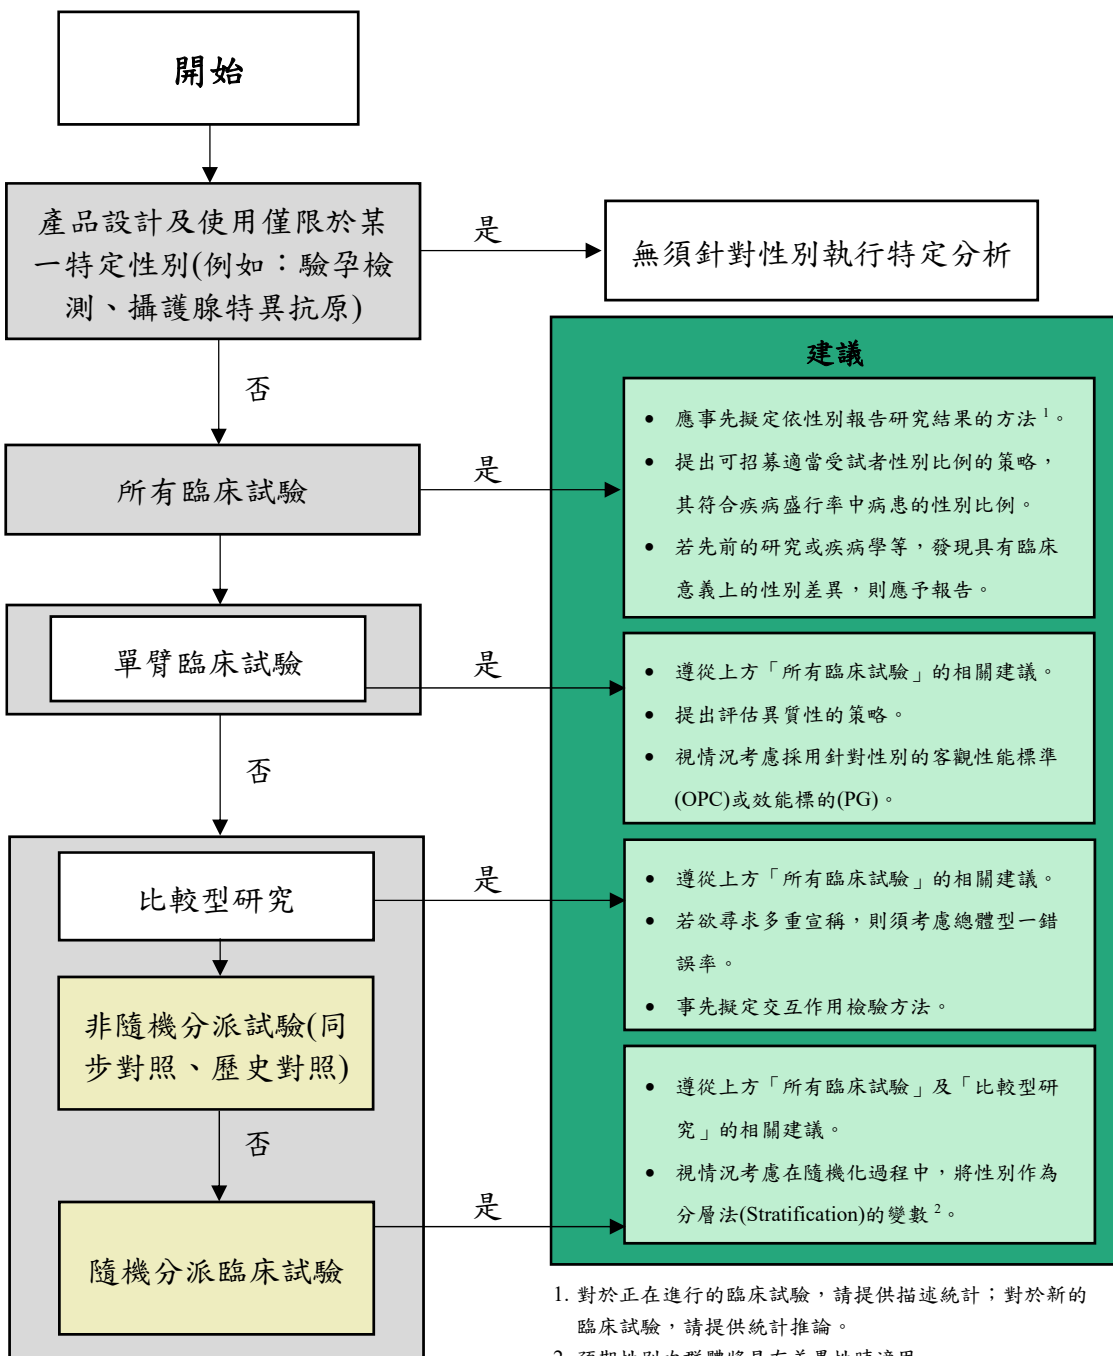 開始
產品設計及使用僅限於某
一特定性別(例如：驗孕檢
測、攝護腺特異抗原)
是
無須針對性別執行特定分析
否
建議
所有臨床試驗
是
• 應事先擬定依性別報告研究結果的方法 1。
• 提出可招募適當受試者性別比例的策略，
其符合疾病盛行率中病患的性別比例。
• 若先前的研究或疾病學等，發現具有臨床
意義上的性別差異，則應予報告。
單臂臨床試驗
是
• 遵從上方「所有臨床試驗」的相關建議。
• 提出評估異質性的策略。
• 視情況考慮採用針對性別的客觀性能標準
(OPC)或效能標的(PG)。
否
比較型研究
是
• 遵從上方「所有臨床試驗」的相關建議。
• 若欲尋求多重宣稱，則須考慮總體型一錯
誤率。
• 事先擬定交互作用檢驗方法。
非隨機分派試驗(同
步對照、歷史對照)
否
隨機分派臨床試驗
是
• 遵從上方「所有臨床試驗」及「比較型研
究」的相關建議。
• 視情況考慮在隨機化過程中，將性別作為
分層法(Stratification)的變數 2。
1. 對於正在進行的臨床試驗，請提供描述統計；對於新的
臨床試驗，請提供統計推論。